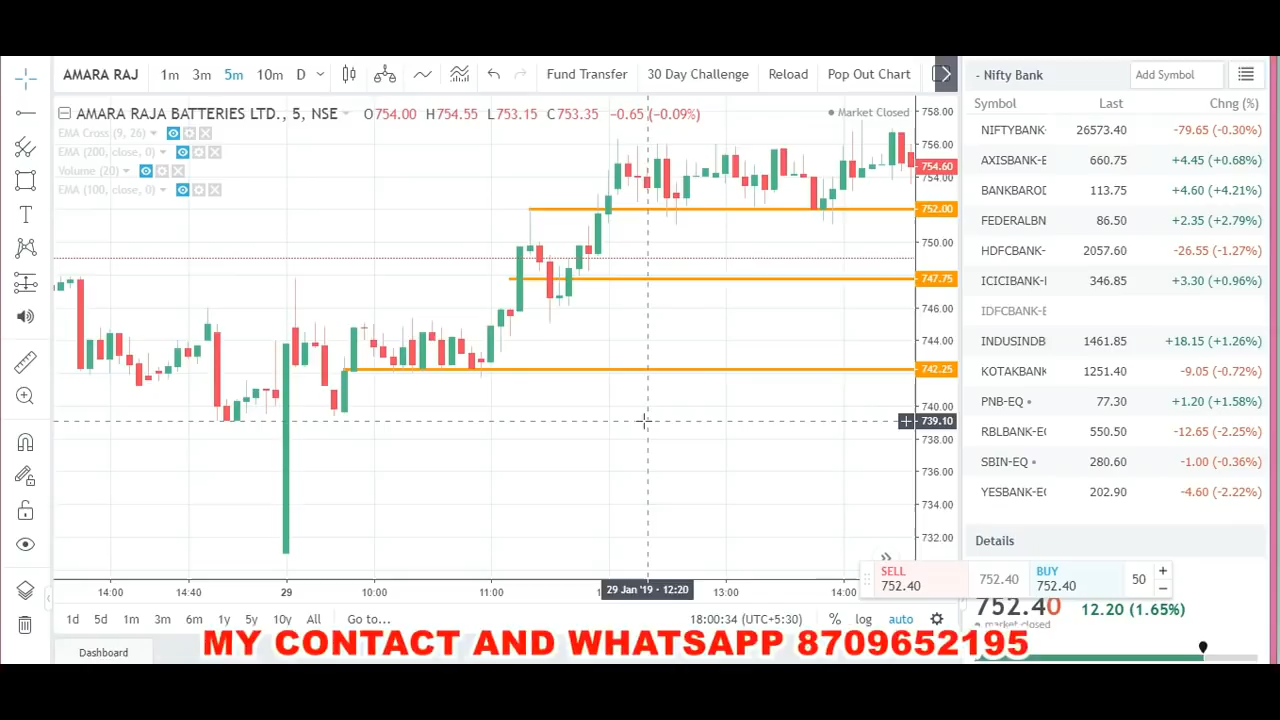 AMARA RAJ 1m 3m 5m 10m D Fund Transfer 30 Day Challenge Reload Pop Out Chart
- Nifty Bank Add Symbol
AMARA RAJA BATTERIES LTD., 5, NSE O754.00 H754.55 L753.15 C753.35 −0.65 (−0.09%)
Market Closed
EMA Cross (9, 26)
EMA (200, close, 0)
Volume (20)
EMA (100, close, 0)
758.00
756.00
754.60
754.00
752.00
750.00
747.75
746.00
744.00
742.25
740.00
739.10
738.00
736.00
734.00
732.00
Symbol Last Chng (%)
NIFTYBANK- 26573.40 -79.65 (-0.30%)
AXISBANK-E 660.75 +4.45 (+0.68%)
BANKBAROD 113.75 +4.60 (+4.21%)
FEDERALBN 86.50 +2.35 (+2.79%)
HDFCBANK- 2057.60 -26.55 (-1.27%)
ICICIBANK-I 346.85 +3.30 (+0.96%)
IDFCBANK-E
INDUSINDB 1461.85 +18.15 (+1.26%)
KOTAKBANK 1251.40 -9.05 (-0.72%)
PNB-EQ 77.30 +1.20 (+1.58%)
RBLBANK-EQ 550.50 -12.65 (-2.25%)
SBIN-EQ 280.60 -1.00 (-0.36%)
YESBANK-EQ 202.90 -4.60 (-2.22%)
Details
SELL
752.40
752.40
BUY
752.40
50
752.40 12.20 (1.65%)
market closed
14:00 14:40 29 10:00 11:00 29 Jan '19 - 12:20 13:00 14:00
1d 5d 1m 3m 6m 1y 5y 10y All Go to... 18:00:34 (UTC+5:30) % log auto
MY CONTACT AND WHATSAPP 8709652195
Dashboard